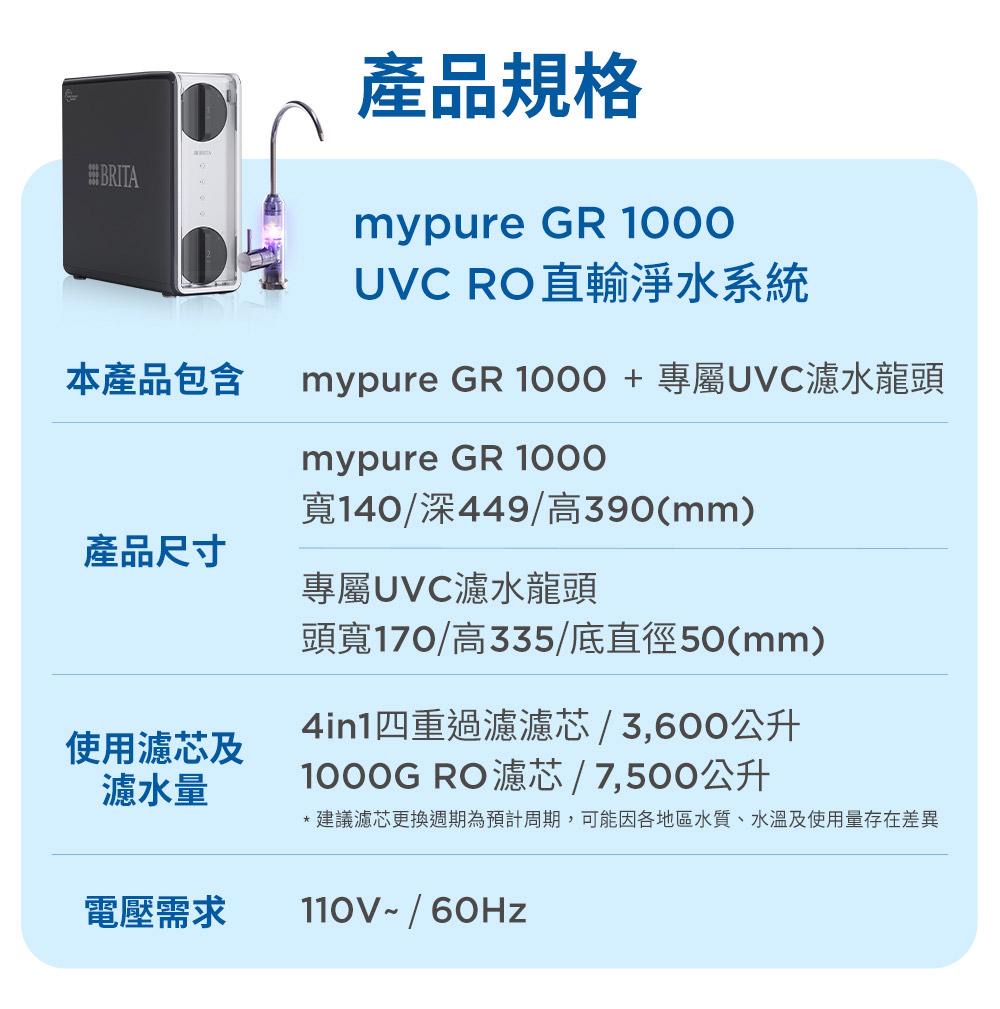 產品規格
BRITA
BRITA
mypure GR 1000
UVC RO直輸淨水系統
本產品包含
mypure GR 1000 + 專屬UVC濾水龍頭
產品尺寸
mypure GR 1000
寬140/深449/高390(mm)
專屬UVC濾水龍頭
頭寬170/高335/底直徑50(mm)
使用濾芯及
濾水量
4in1四重過濾濾芯 / 3,600公升
1000G RO濾芯 / 7,500公升
* 建議濾芯更換週期為預計周期，可能因各地區水質、水溫及使用量存在差異
電壓需求
110V~ / 60Hz